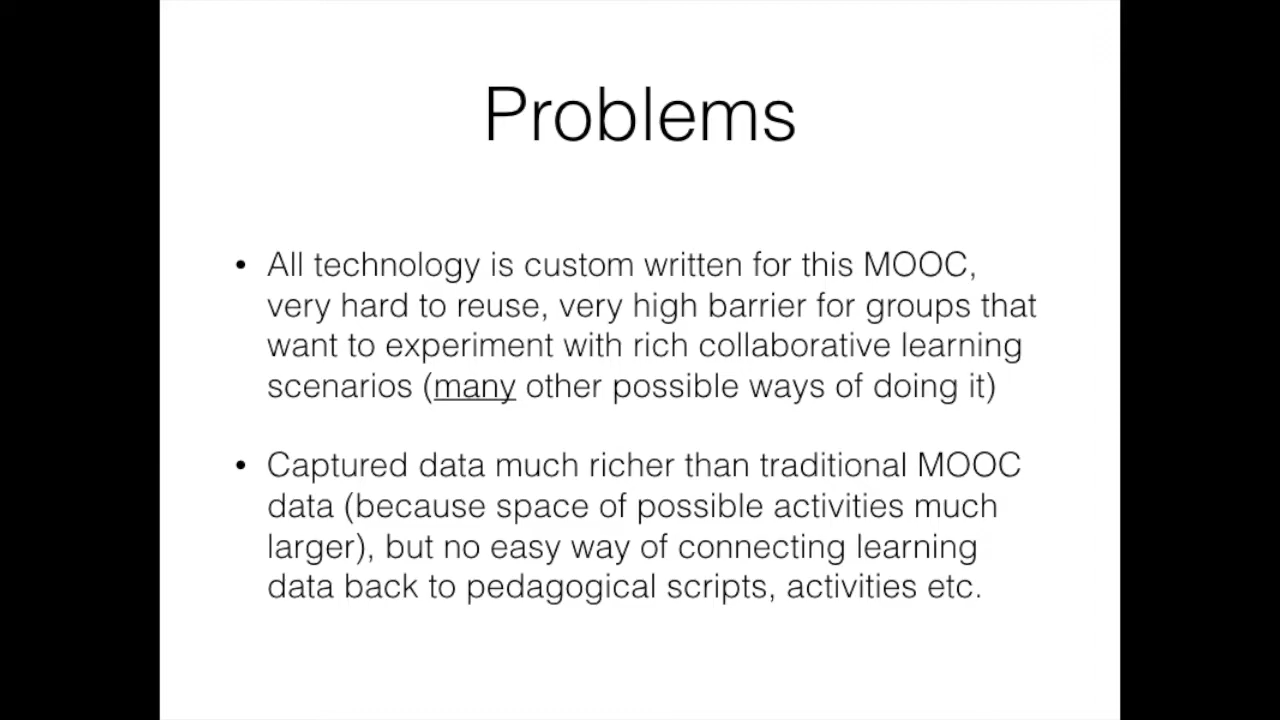 Problems
• All technology is custom written for this MOOC,
very hard to reuse, very high barrier for groups that
want to experiment with rich collaborative learning
scenarios (many other possible ways of doing it)
• Captured data much richer than traditional MOOC
data (because space of possible activities much
larger), but no easy way of connecting learning
data back to pedagogical scripts, activities etc.